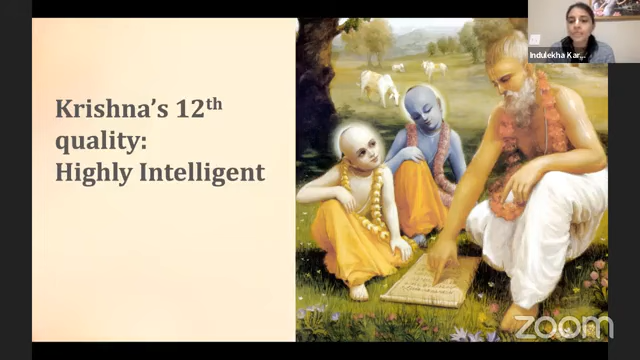 Krishna's 12th
quality:
Highly Intelligent
Indulekha Kar...
zoom